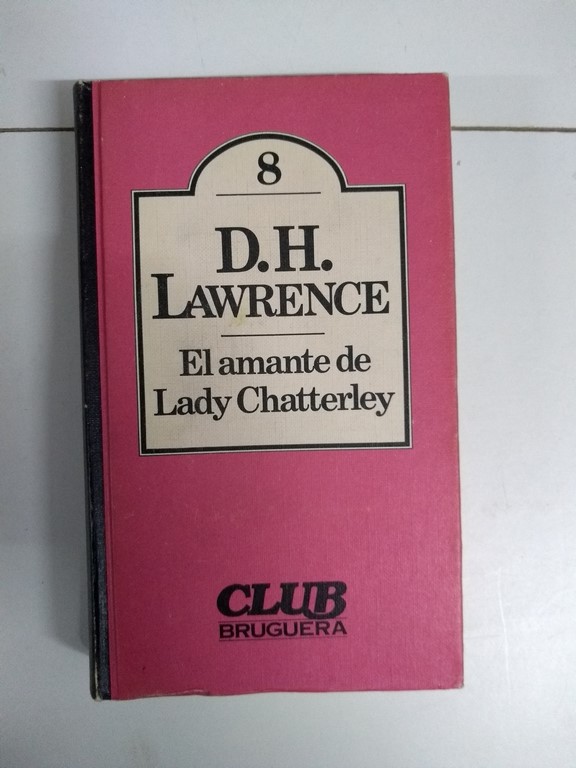 8
D.H.
LAWRENCE
El amante de
Lady Chatterley
CLUB
BRUGUERA